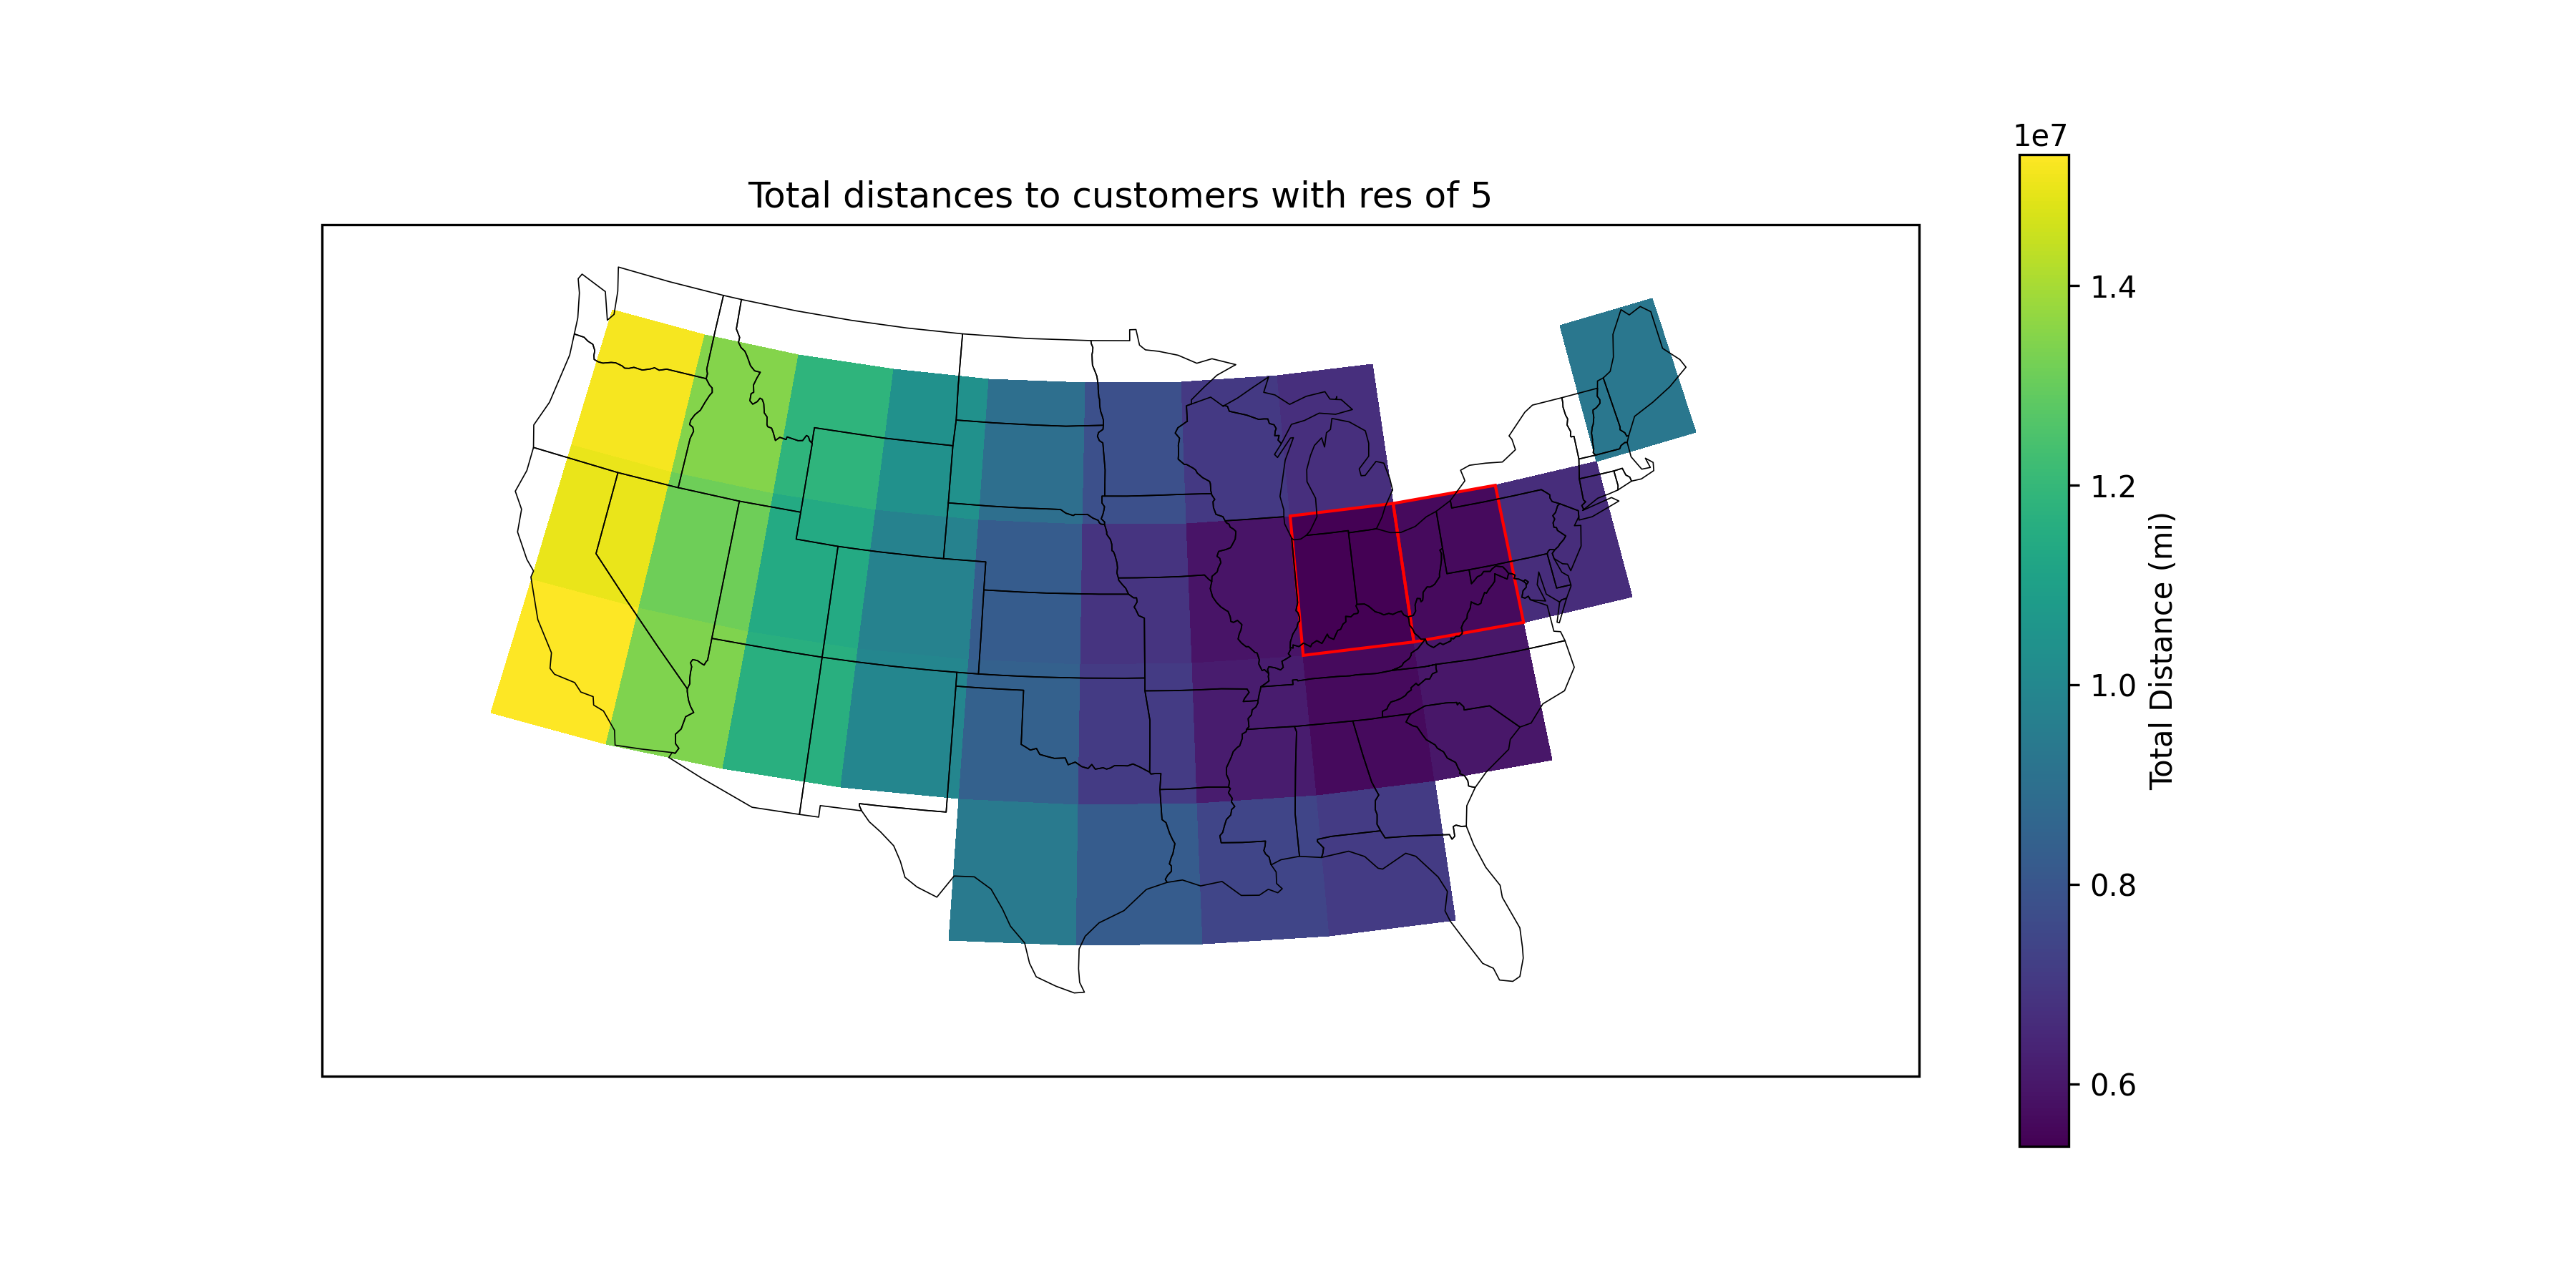 1e7
Total distances to customers with res of 5
1.4
1.2
1.0
0.8
0.6
Total Distance (mi)